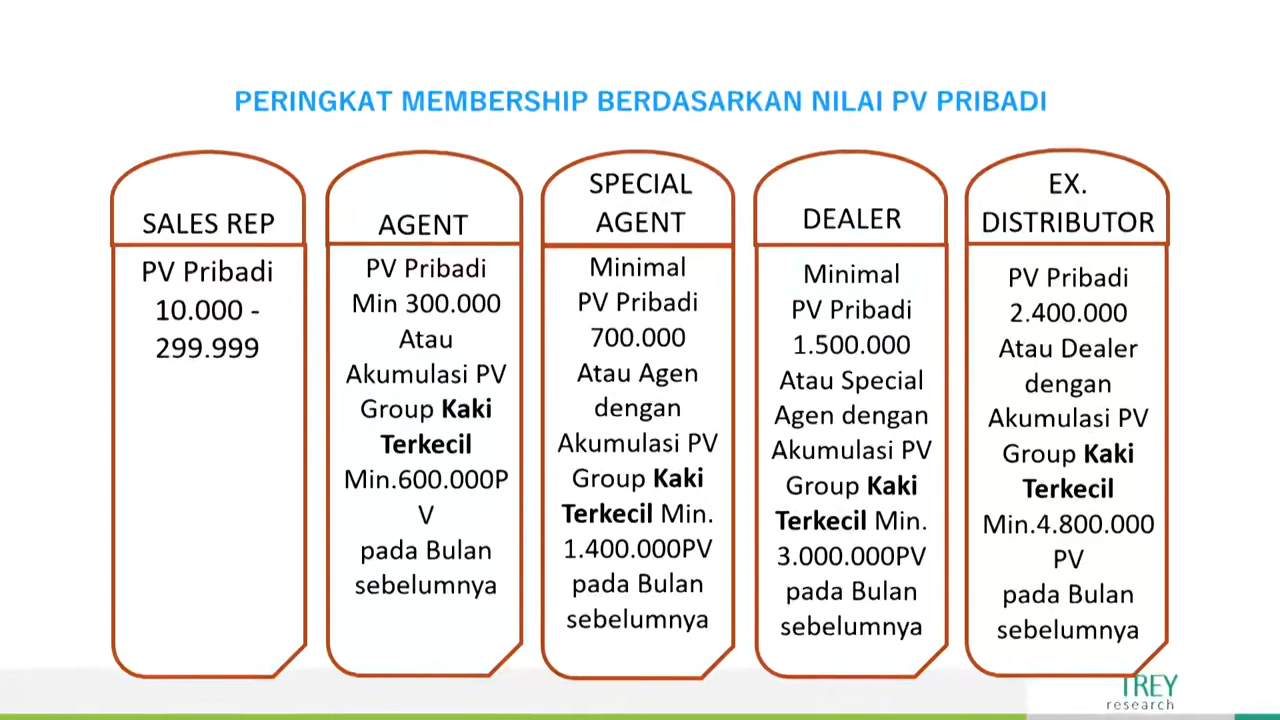 PERINGKAT MEMBERSHIP BERDASARKAN NILAI PV PRIBADI
SALES REP
PV Pribadi
10.000 -
299.999
AGENT
PV Pribadi
Min 300.000
Atau
Akumulasi PV
Group Kaki
Terkecil
Min.600.000P
V
pada Bulan
sebelumnya
SPECIAL
AGENT
Minimal
PV Pribadi
700.000
Atau Agen
dengan
Akumulasi PV
Group Kaki
Terkecil Min.
1.400.000PV
pada Bulan
sebelumnya
DEALER
Minimal
PV Pribadi
1.500.000
Atau Special
Agen dengan
Akumulasi PV
Group Kaki
Terkecil Min.
3.000.000PV
pada Bulan
sebelumnya
EX.
DISTRIBUTOR
PV Pribadi
2.400.000
Atau Dealer
dengan
Akumulasi PV
Group Kaki
Terkecil
Min.4.800.000
PV
pada Bulan
sebelumnya
TREY
research